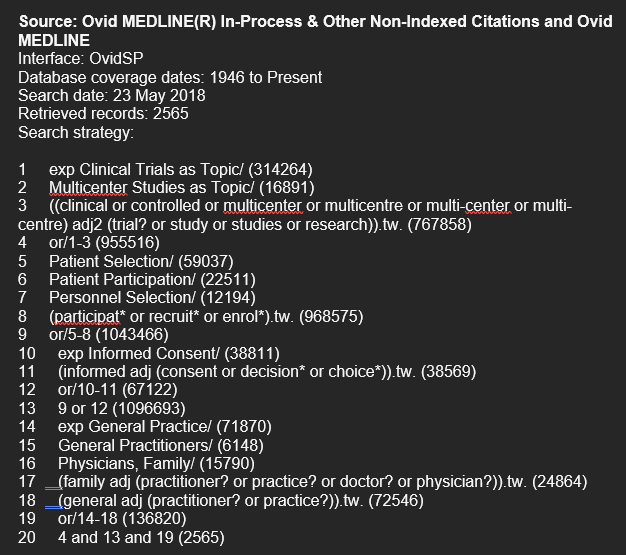 Source: Ovid MEDLINE(R) In-Process & Other Non-Indexed Citations and Ovid
MEDLINE
Interface: OvidSP
Database coverage dates: 1946 to Present
Search date: 23 May 2018
Retrieved records: 2565
Search strategy:
1 exp Clinical Trials as Topic/ (314264)
2 Multicenter Studies as Topic/ (16891)
3 ((clinical or controlled or multicenter or multicentre or multi-center or multi-
centre) adj2 (trial? or study or studies or research)).tw. (767858)
4 or/1-3 (955516)
5 Patient Selection/ (59037)
6 Patient Participation/ (22511)
7 Personnel Selection/ (12194)
8 (participat* or recruit* or enrol*).tw. (968575)
9 or/5-8 (1043466)
10 exp Informed Consent/ (38811)
11 (informed adj (consent or decision* or choice*)).tw. (38569)
12 or/10-11 (67122)
13 9 or 12 (1096693)
14 exp General Practice/ (71870)
15 General Practitioners/ (6148)
16 Physicians, Family/ (15790)
17 (family adj (practitioner? or practice? or doctor? or physician?)).tw. (24864)
18 (general adj (practitioner? or practice?)).tw. (72546)
19 or/14-18 (136820)
20 4 and 13 and 19 (2565)